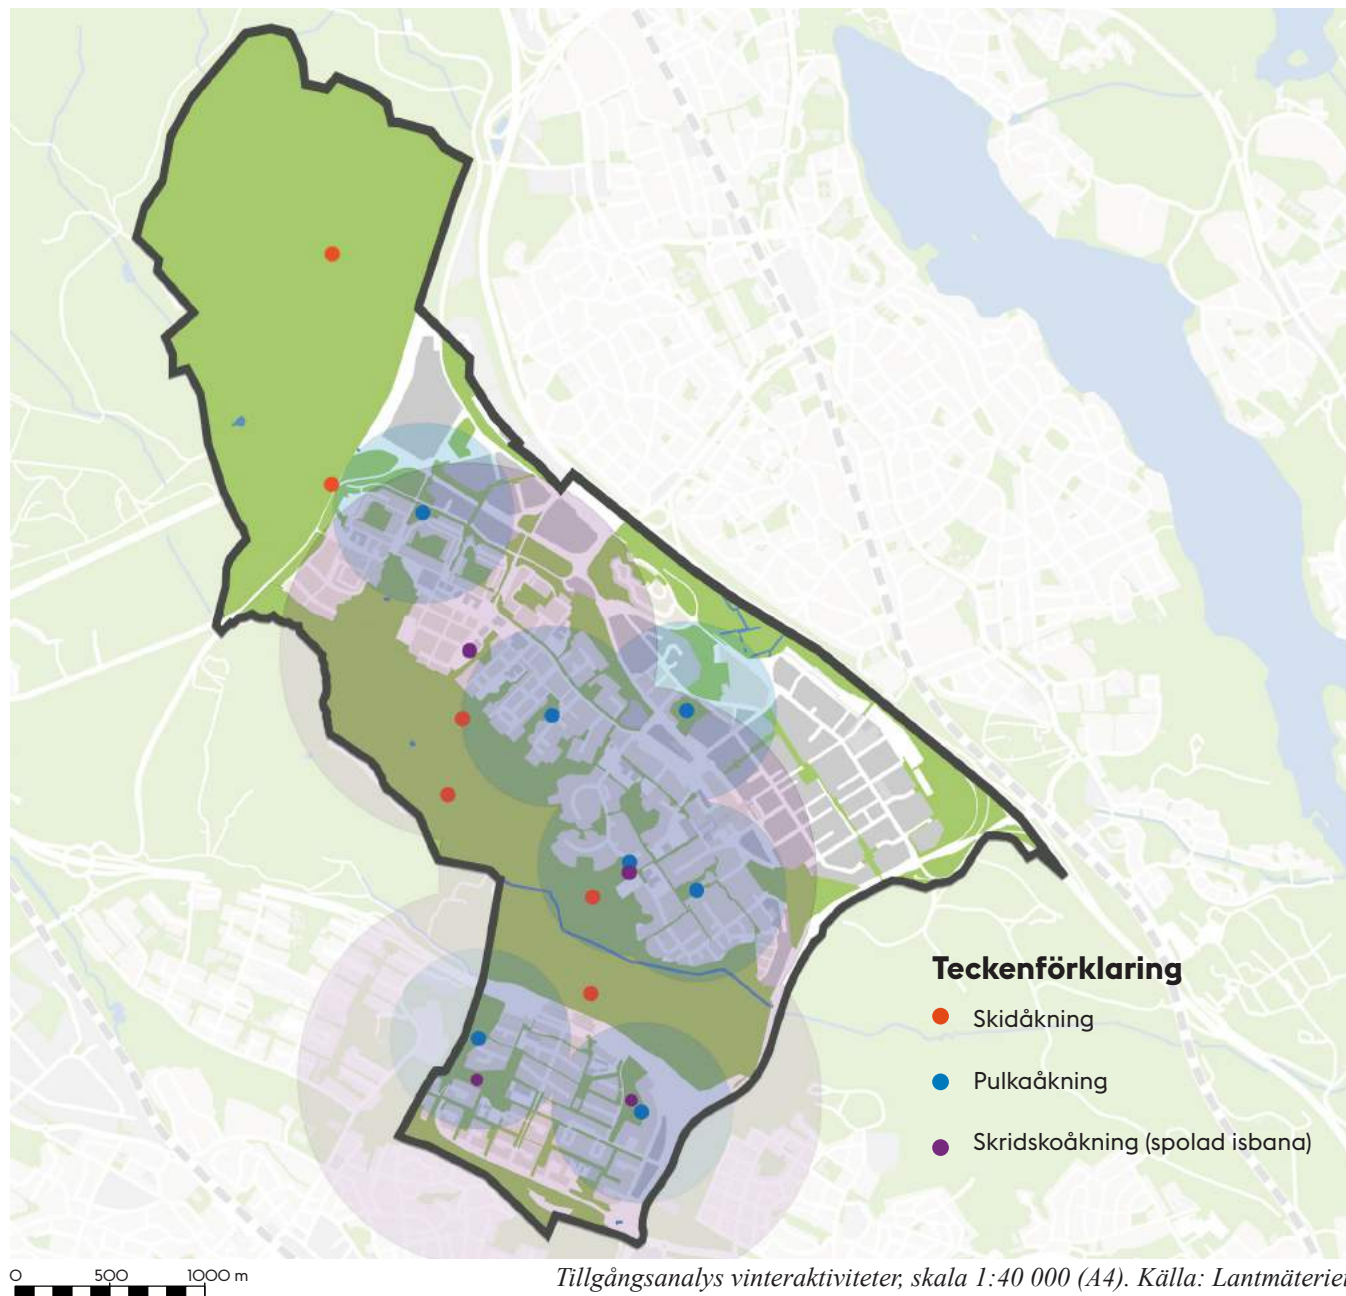 Teckenförklaring
Skidåkning
Pulkaåkning
Skridskoåkning (spolad isbana)
0 500 1000 m
Tillgångsanalys vinteraktiviteter, skala 1:40 000 (A4). Källa: Lantmäteriet